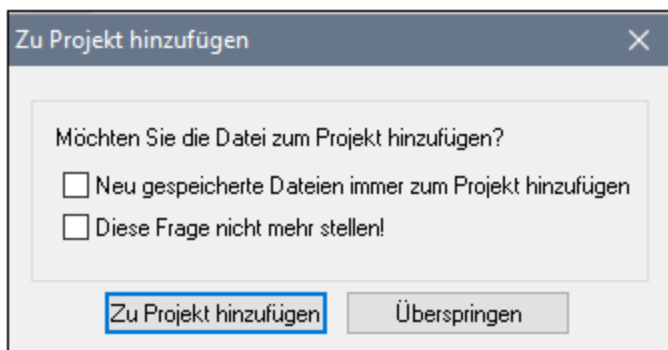 Zu Projekt hinzufügen
Möchten Sie die Datei zum Projekt hinzufügen?
Neu gespeicherte Dateien immer zum Projekt hinzufügen
Diese Frage nicht mehr stellen!
Zu Projekt hinzufügen Überspringen